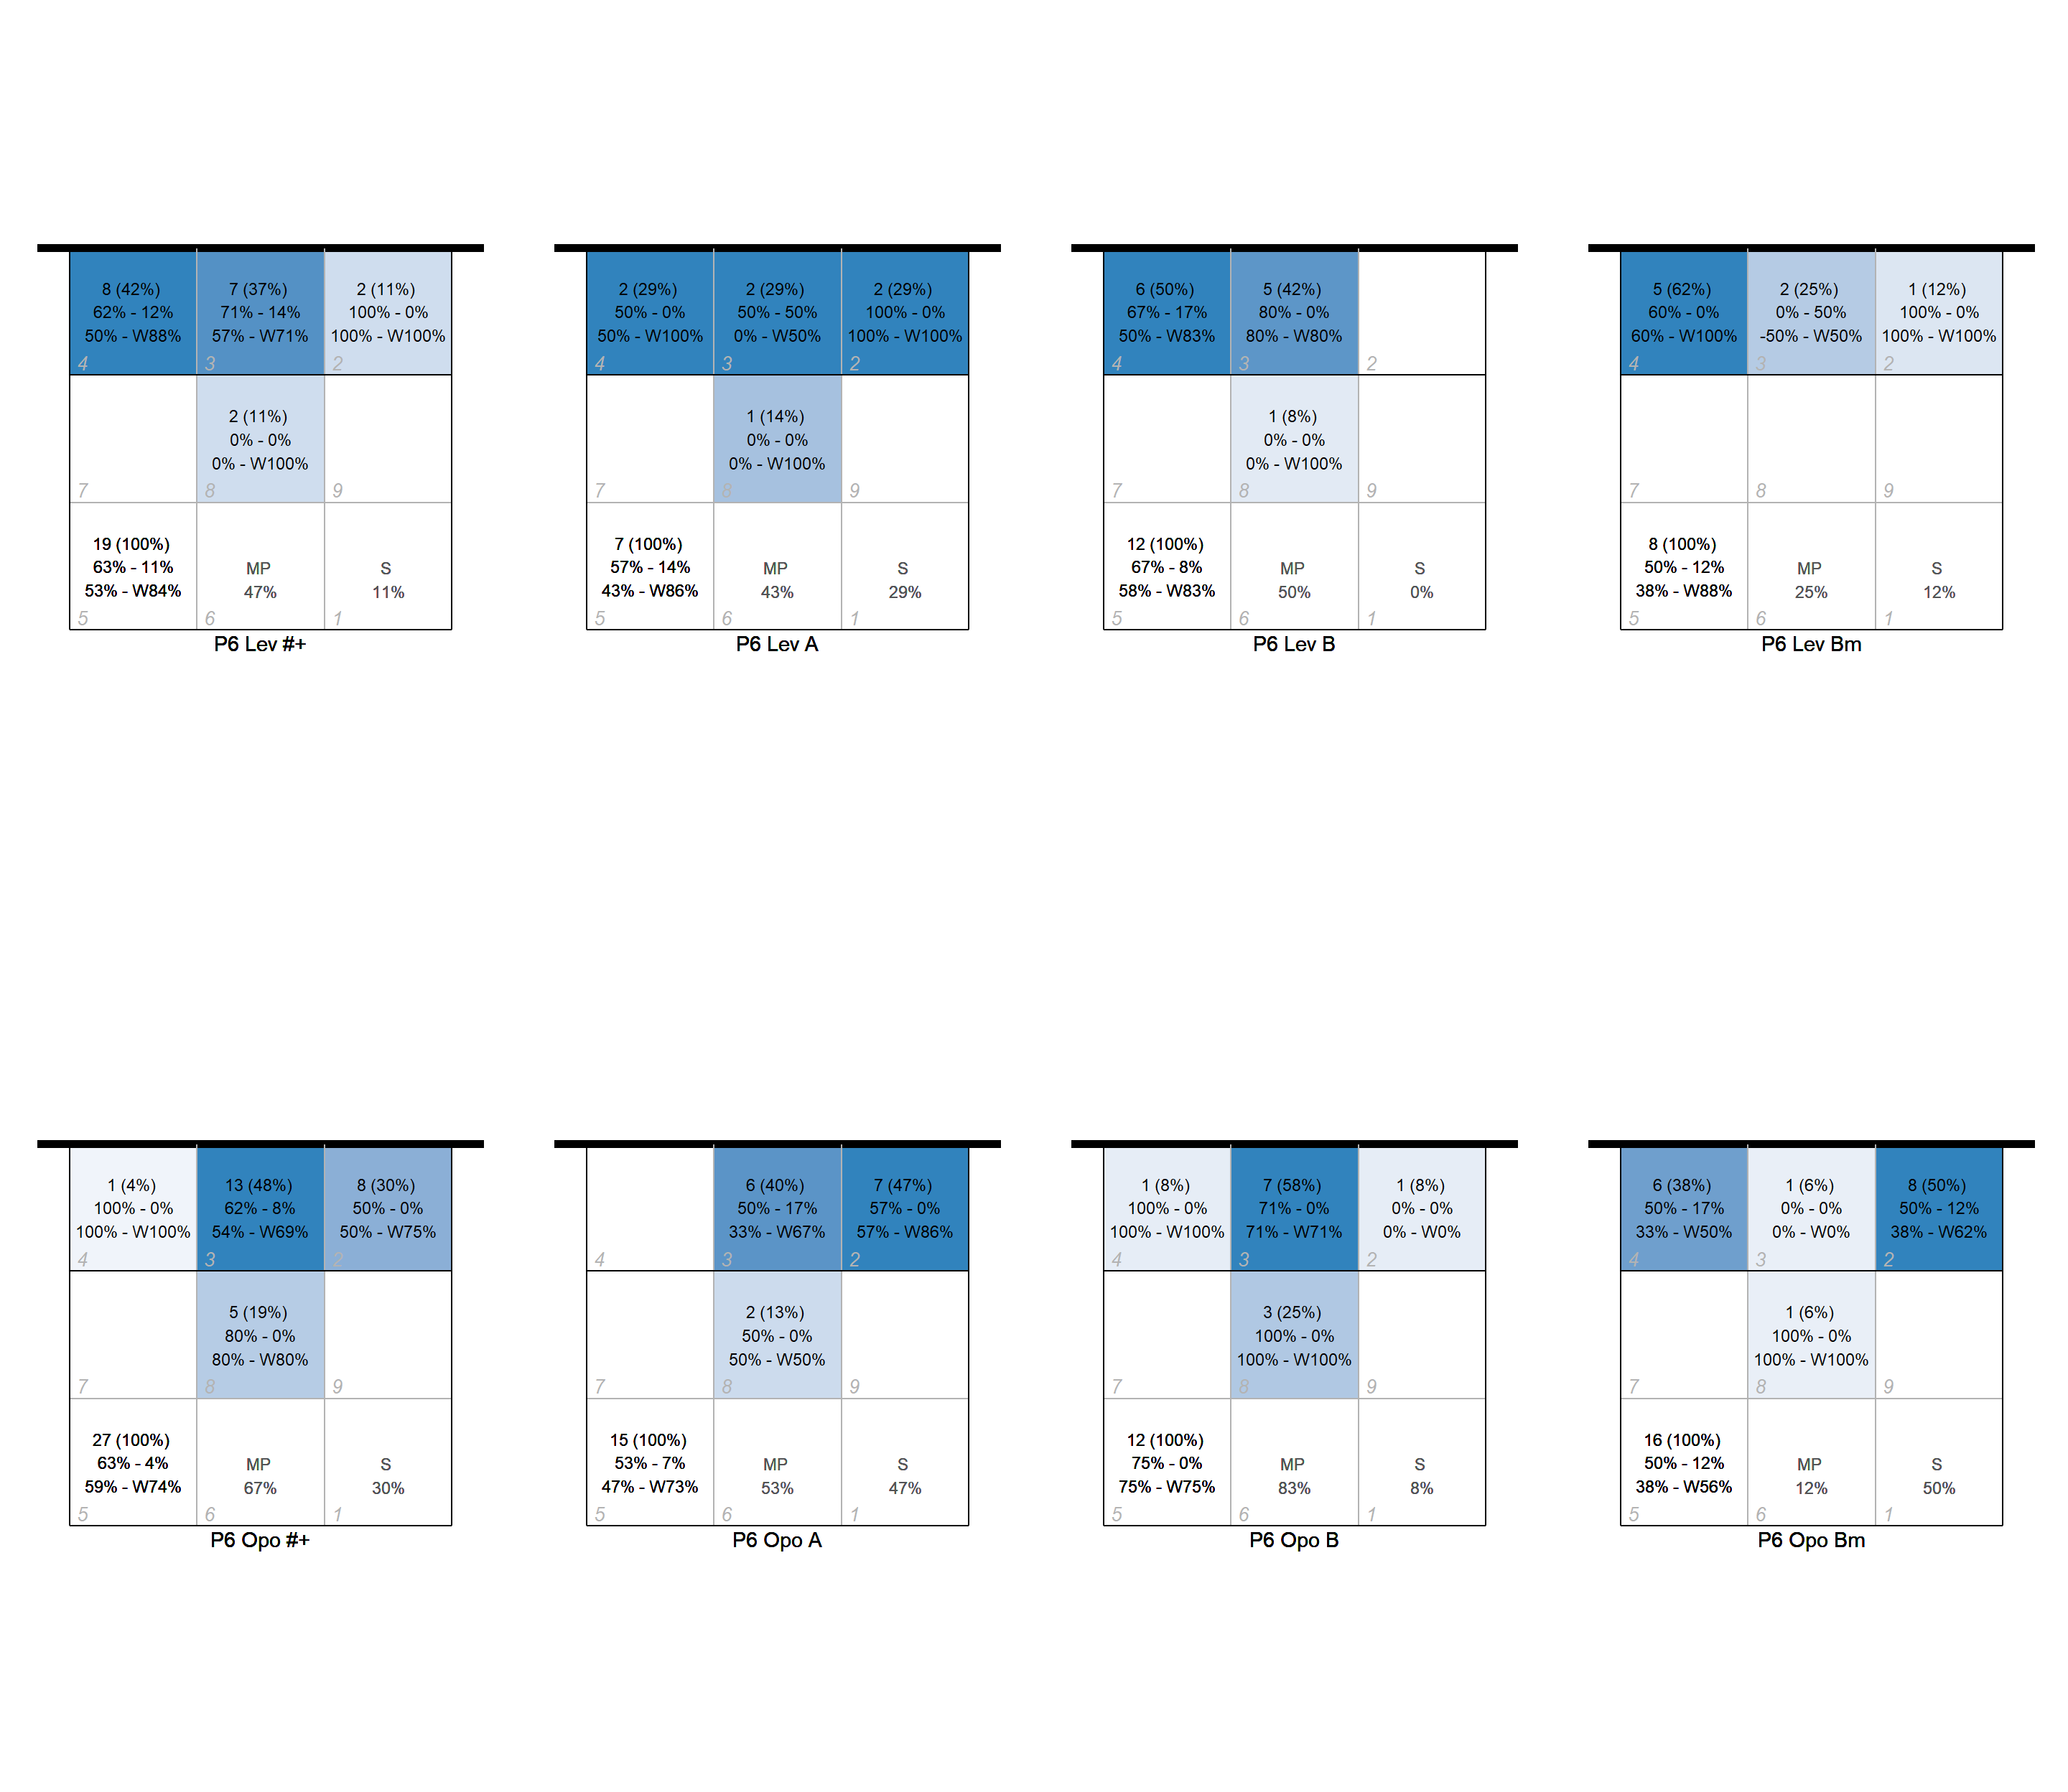 8 (42%)
62% - 12%
50% - W88%
4
7 (37%)
71% - 14%
57% - W71%
3
2 (11%)
100% - 0%
100% - W100%
2
7
2 (11%)
0% - 0%
0% - W100%
8
9
19 (100%)
63% - 11%
53% - W84%
5
MP
47%
6
S
11%
1
P6 Lev #+
2 (29%)
50% - 0%
50% - W100%
4
2 (29%)
50% - 50%
0% - W50%
3
2 (29%)
100% - 0%
100% - W100%
2
7
1 (14%)
0% - 0%
0% - W100%
8
9
7 (100%)
57% - 14%
43% - W86%
5
MP
43%
6
S
29%
1
P6 Lev A
6 (50%)
67% - 17%
50% - W83%
4
5 (42%)
80% - 0%
80% - W80%
3
2
7
1 (8%)
0% - 0%
0% - W100%
8
9
12 (100%)
67% - 8%
58% - W83%
5
MP
50%
6
S
0%
1
P6 Lev B
5 (62%)
60% - 0%
60% - W100%
4
2 (25%)
0% - 50%
-50% - W50%
3
1 (12%)
100% - 0%
100% - W100%
2
7
8
9
8 (100%)
50% - 12%
38% - W88%
5
MP
25%
6
S
12%
1
P6 Lev Bm
1 (4%)
100% - 0%
100% - W100%
4
13 (48%)
62% - 8%
54% - W69%
3
8 (30%)
50% - 0%
50% - W75%
2
7
5 (19%)
80% - 0%
80% - W80%
8
9
27 (100%)
63% - 4%
59% - W74%
5
MP
67%
6
S
30%
1
P6 Opo #+
4
6 (40%)
50% - 17%
33% - W67%
3
7 (47%)
57% - 0%
57% - W86%
2
7
2 (13%)
50% - 0%
50% - W50%
8
9
15 (100%)
53% - 7%
47% - W73%
5
MP
53%
6
S
47%
1
P6 Opo A
1 (8%)
100% - 0%
100% - W100%
4
7 (58%)
71% - 0%
71% - W71%
3
1 (8%)
0% - 0%
0% - W0%
2
7
3 (25%)
100% - 0%
100% - W100%
8
9
12 (100%)
75% - 0%
75% - W75%
5
MP
83%
6
S
8%
1
P6 Opo B
6 (38%)
50% - 17%
33% - W50%
4
1 (6%)
0% - 0%
0% - W0%
3
8 (50%)
50% - 12%
38% - W62%
2
7
1 (6%)
100% - 0%
100% - W100%
8
9
16 (100%)
50% - 12%
38% - W56%
5
MP
12%
6
S
50%
1
P6 Opo Bm